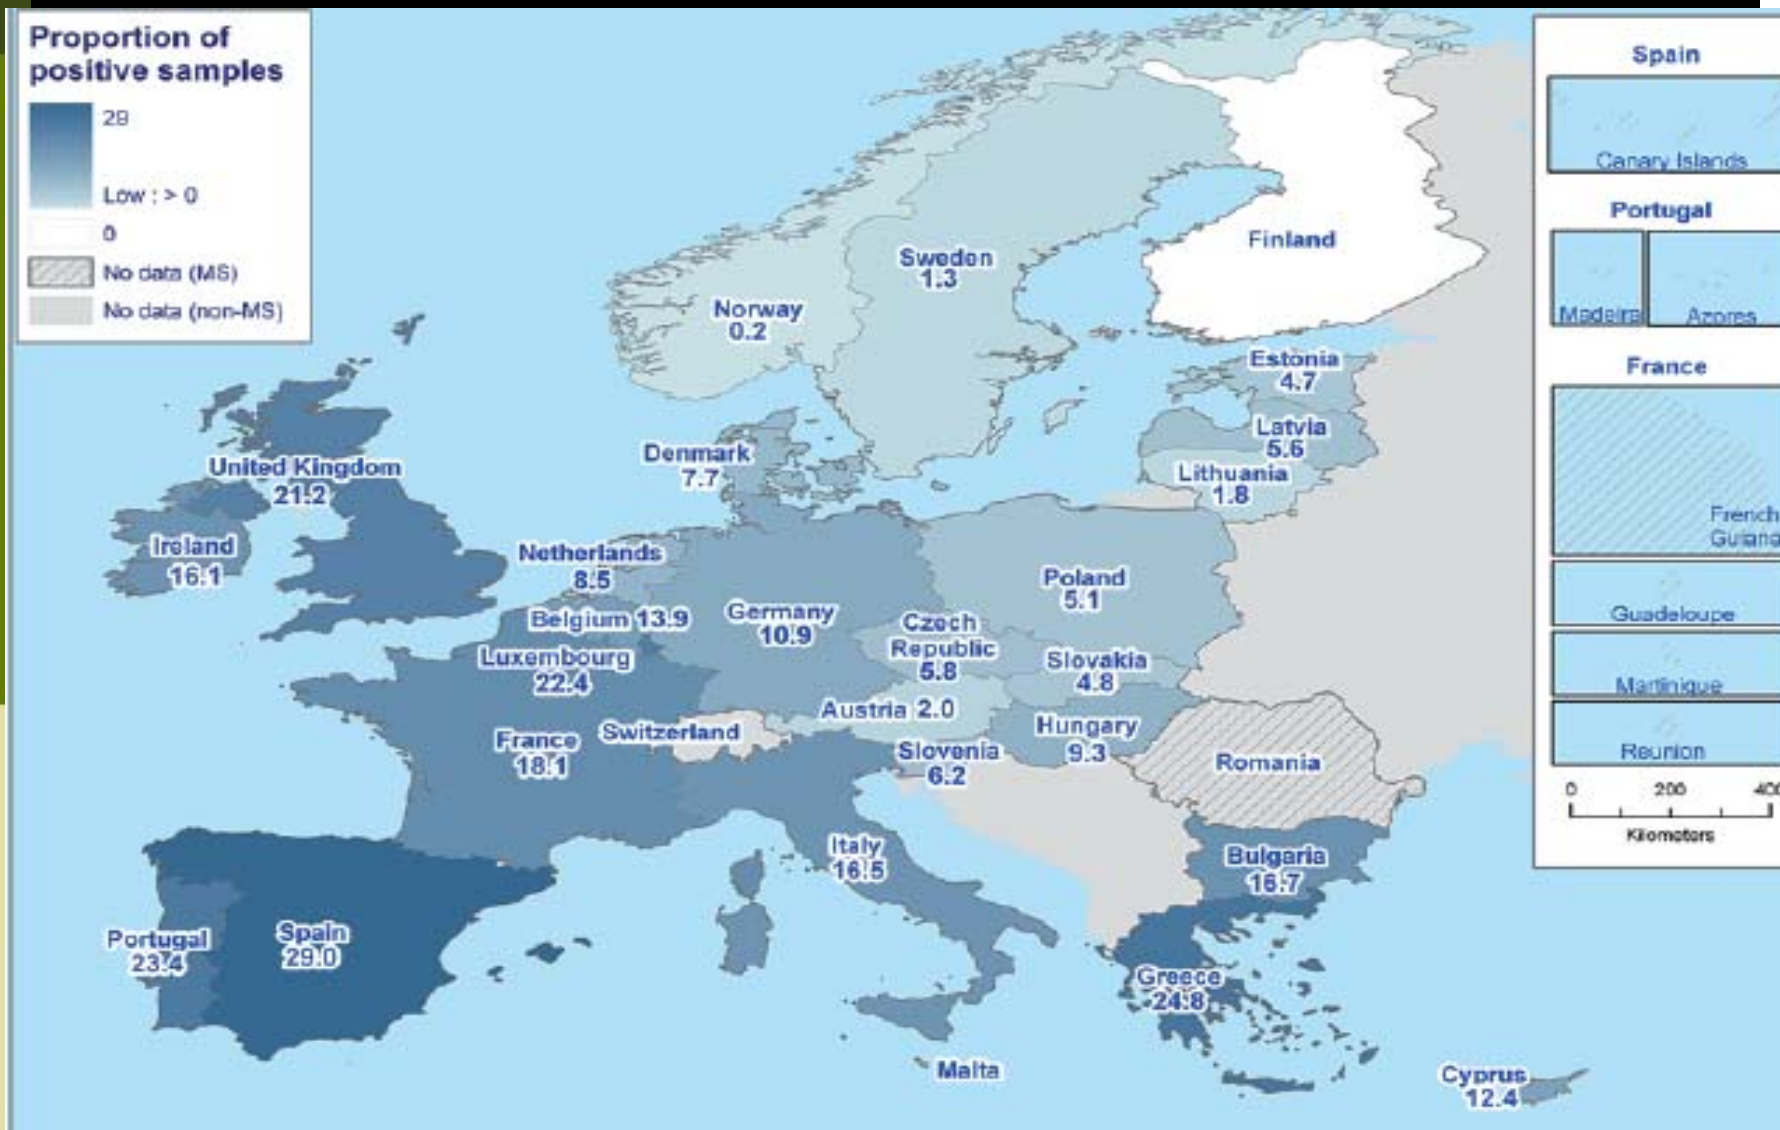 Proportion of
positive samples
29
Low : > 0
0
No data (MS)
No data (non-MS)
Spain
Canary Islands
Portugal
Madeira
Azores
France
French
Guiana
Guadeloupe
Martinique
Reunion
0 200 400
Kilometers
Finland
Sweden
1.3
Norway
0.2
Estonia
4.7
Latvia
5.6
Lithuania
1.8
Denmark
7.7
United Kingdom
21.2
Ireland
16.1
Netherlands
8.5
Belgium 13.9
Luxembourg
22.4
Germany
10.9
Poland
5.1
Czech
Republic
5.8
Slovakia
4.8
Austria 2.0
Hungary
9.3
Slovenia
6.2
Switzerland
France
18.1
Romania
Italy
16.5
Bulgaria
16.7
Portugal
23.4
Spain
29.0
Greece
24.8
Malta
Cyprus
12.4